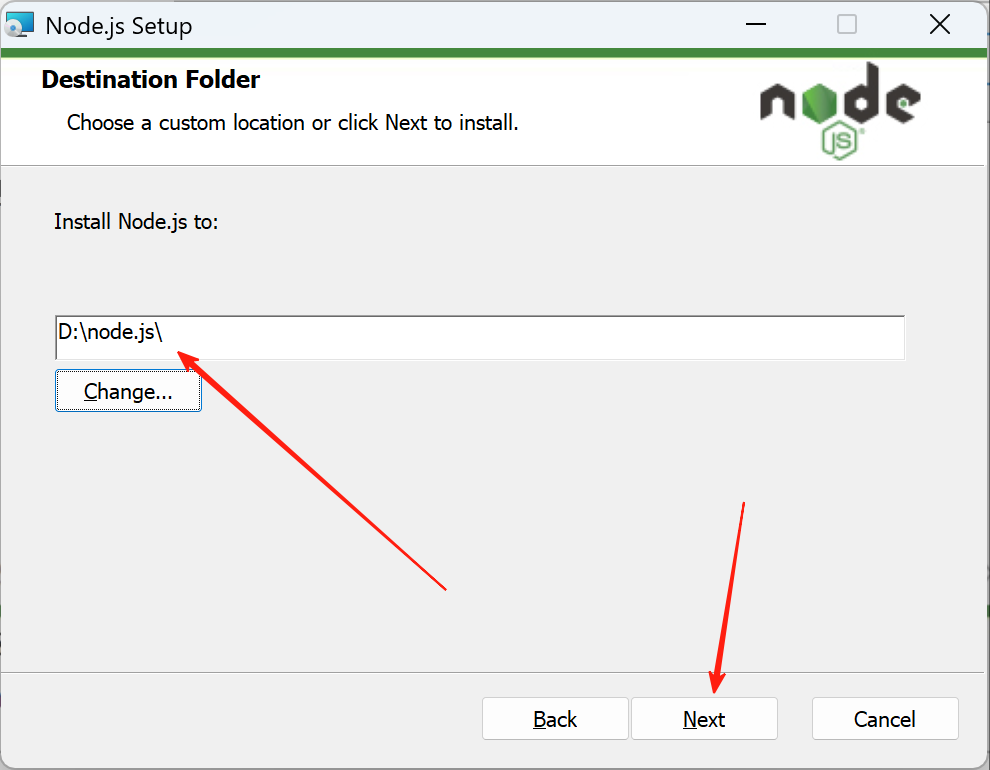 Node.js Setup
Destination Folder
Choose a custom location or click Next to install.
node
JS
Install Node.js to:
D:\node.js\
Change...
Back
Next
Cancel